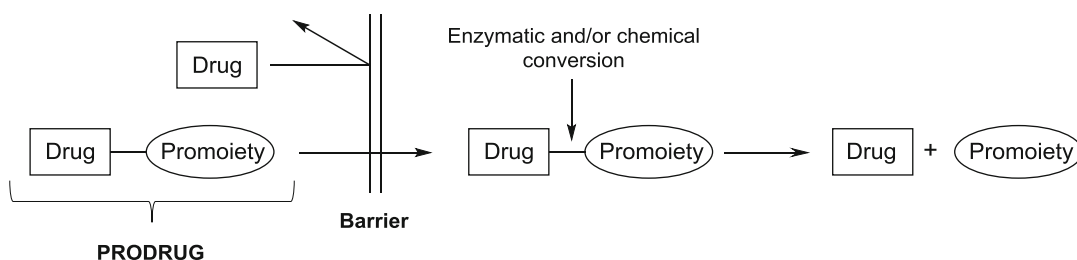 Enzymatic and/or chemical
conversion
Drug
Drug Promoiety
Drug Promoiety
Drug + Promoiety
Barrier
PRODRUG